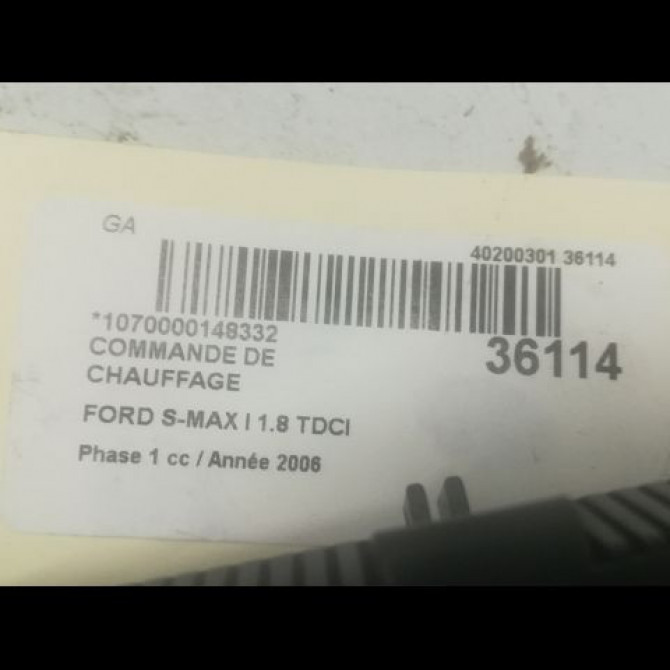 GA
40200301 36114
*1070000148332
36114
COMMANDE DE
CHAUFFAGE
FORD S-MAX I 1.8 TDCI
Phase 1 cc / Année 2006